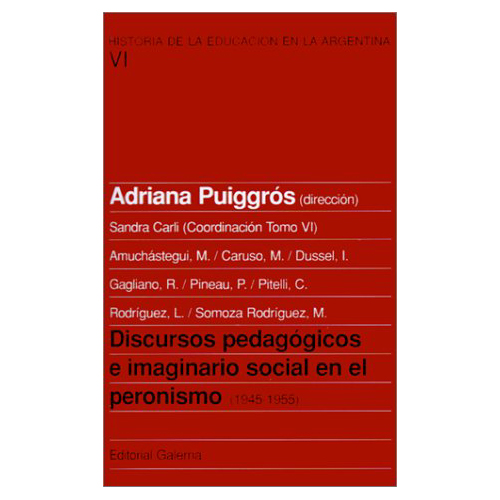 HISTORIA DE LA EDUCACION EN LA ARGENTINA
VI
Adriana Puiggrós (dirección)
Sandra Carli (Coordinación Tomo VI)
Amuchástegui, M. / Caruso, M. / Dussel, I.
Gagliano, R. / Pineau, P. / Pitelli, C.
Rodríguez, L. / Somoza Rodríguez, M.
Discursos pedagógicos
e imaginario social en el
peronismo (1945-1955)
Editorial Galerna